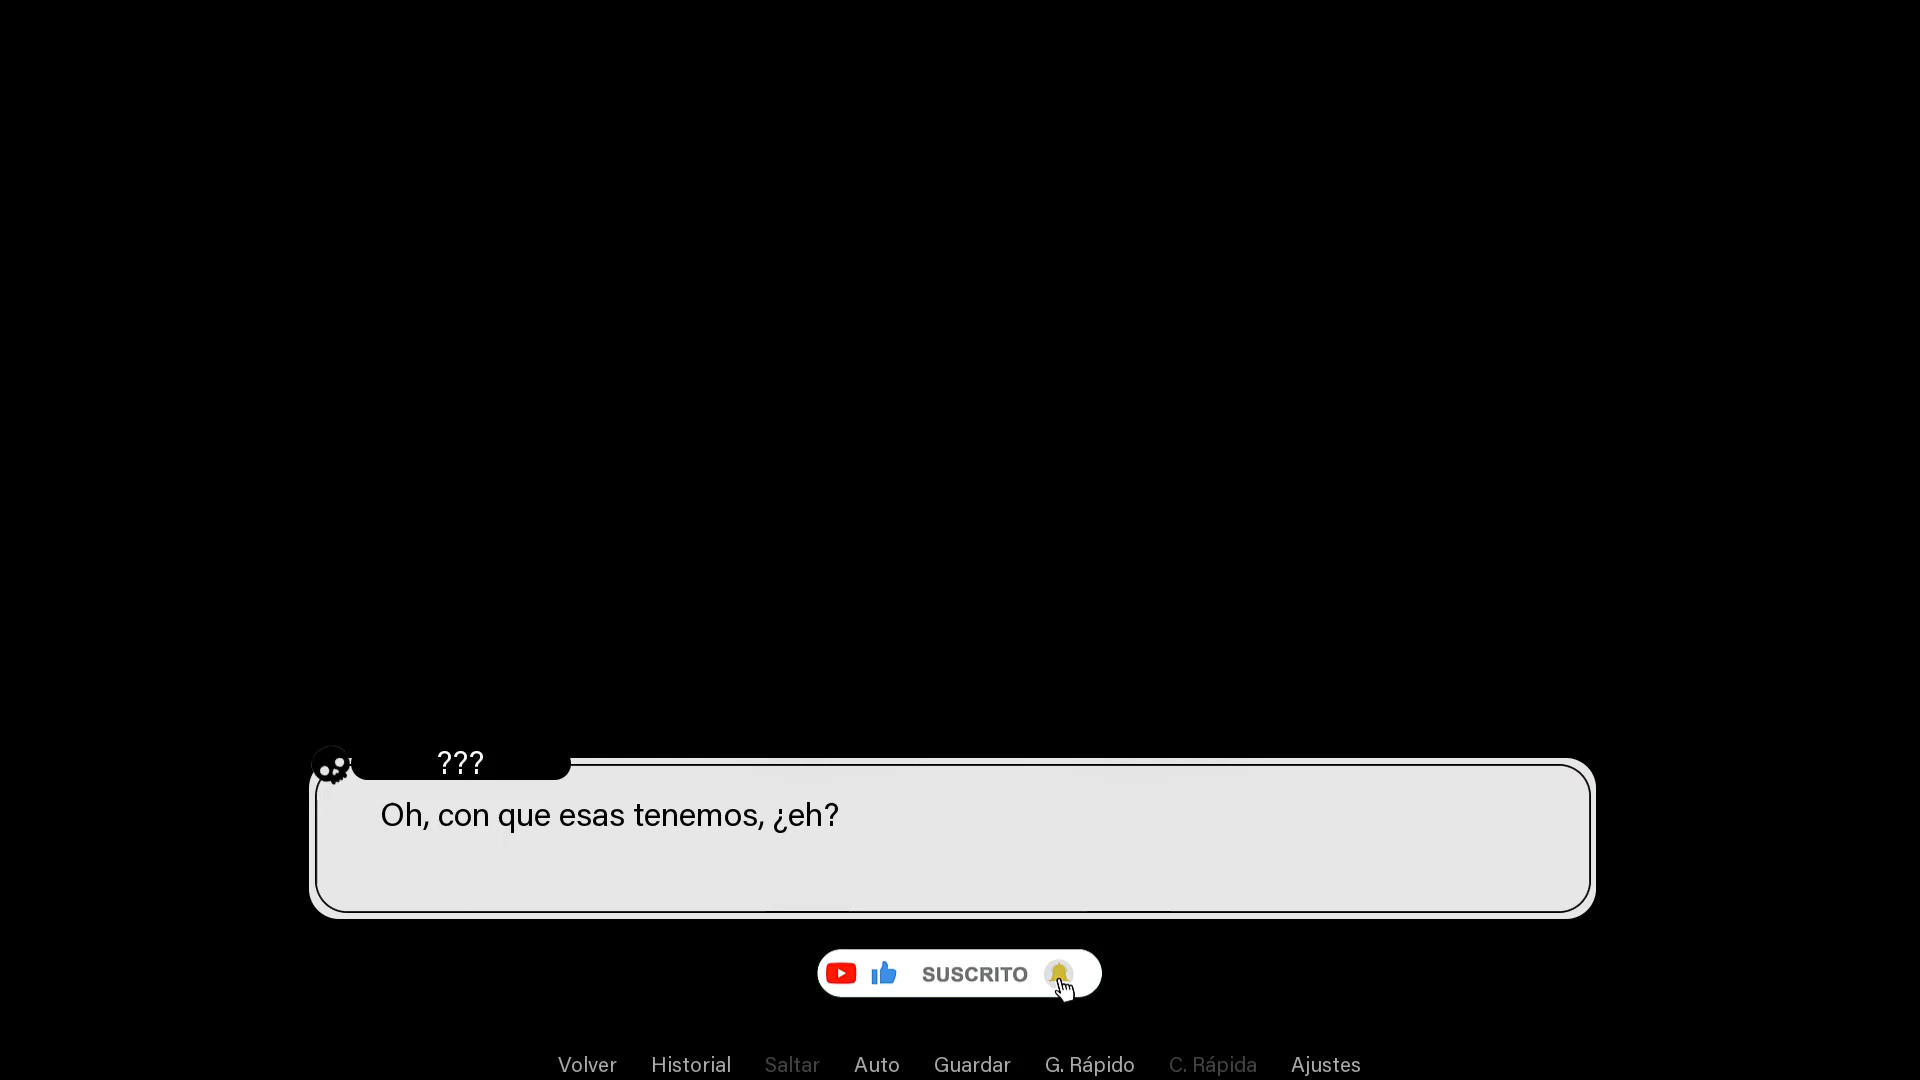 ???
Oh, con que esas tenemos, ¿eh?
SUSCRITO
Volver Historial Saltar Auto Guardar G. Rápido C. Rápida Ajustes